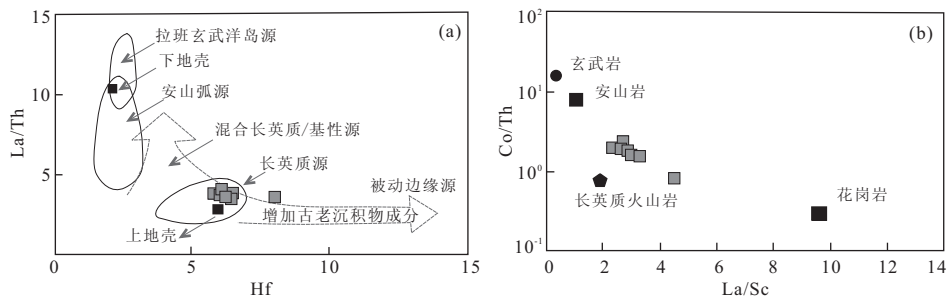 15
(a)
拉班玄武洋岛源
下地壳
10
安山弧源
La/Th
混合长英质/基性源
长英质源
被动边缘源
5
增加古老沉积物成分
上地壳
0
5
10
15
Hf
10²
(b)
玄武岩
10¹
安山岩
Co/Th
10⁰
长英质火山岩
花岗岩
10⁻¹
0
2
4
6
8
10
12
14
La/Sc